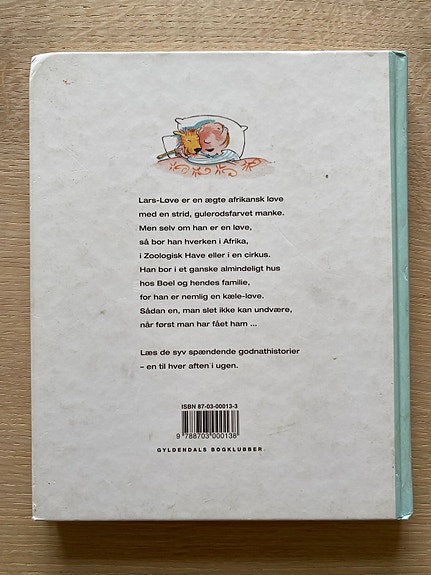 Lars-Løve er en ægte afrikansk løve
med en strid, gulerodsfarvet manke.
Men selv om han er en løve,
så bor han hverken i Afrika,
i Zoologisk Have eller i en cirkus.
Han bor i et ganske almindeligt hus
hos Boel og hendes familie,
for han er nemlig en kæle-løve.
Sådan en, man slet ikke kan undvære,
når først man har fået ham ...
Læs de syv spændende godnathistorier
– en til hver aften i ugen.
ISBN 87-03-00013-3
9 788703 000138
GYLDENDALS BOGKLUBBER